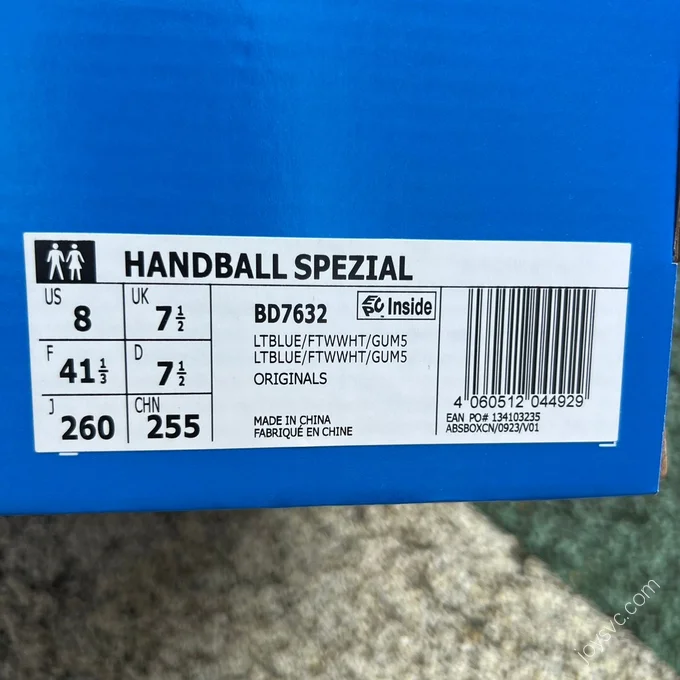 HANDBALL SPEZIAL
US 8
UK 7 1/2
F 41 1/3
D 7 1/2
J 260
CHN 255
BD7632
Inside
LTBLUE/FTWWHT/GUM5
LTBLUE/FTWWHT/GUM5
ORIGINALS
MADE IN CHINA
FABRIQUÉ EN CHINE
4 060512 044929
EAN PO# 134103235
ABSBOXCN/0923/V01
joxsvc.com